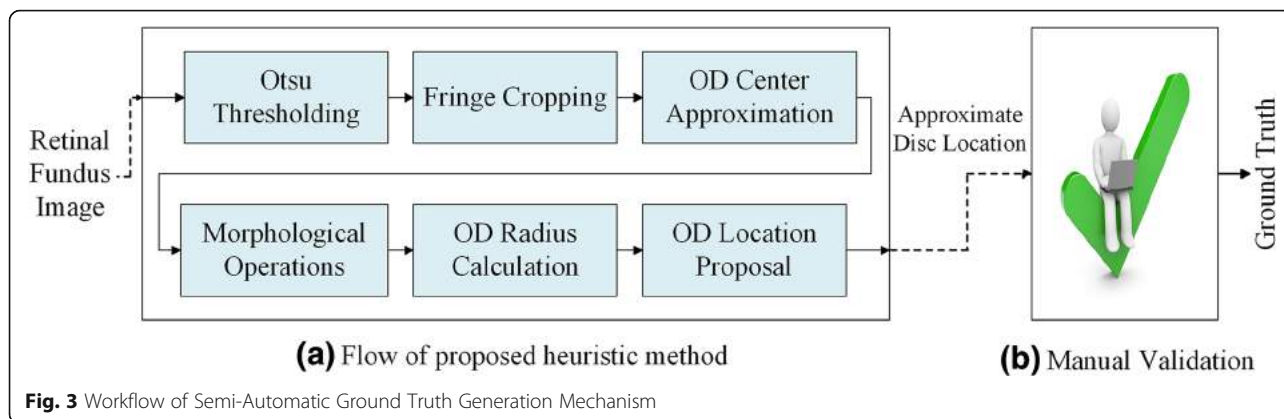 Retinal
Fundus
Image
Otsu
Thresholding
Fringe Cropping
OD Center
Approximation
Morphological
Operations
OD Radius
Calculation
OD Location
Proposal
(a) Flow of proposed heuristic method
Approximate
Disc Location
(b) Manual Validation
Ground Truth
Fig. 3 Workflow of Semi-Automatic Ground Truth Generation Mechanism